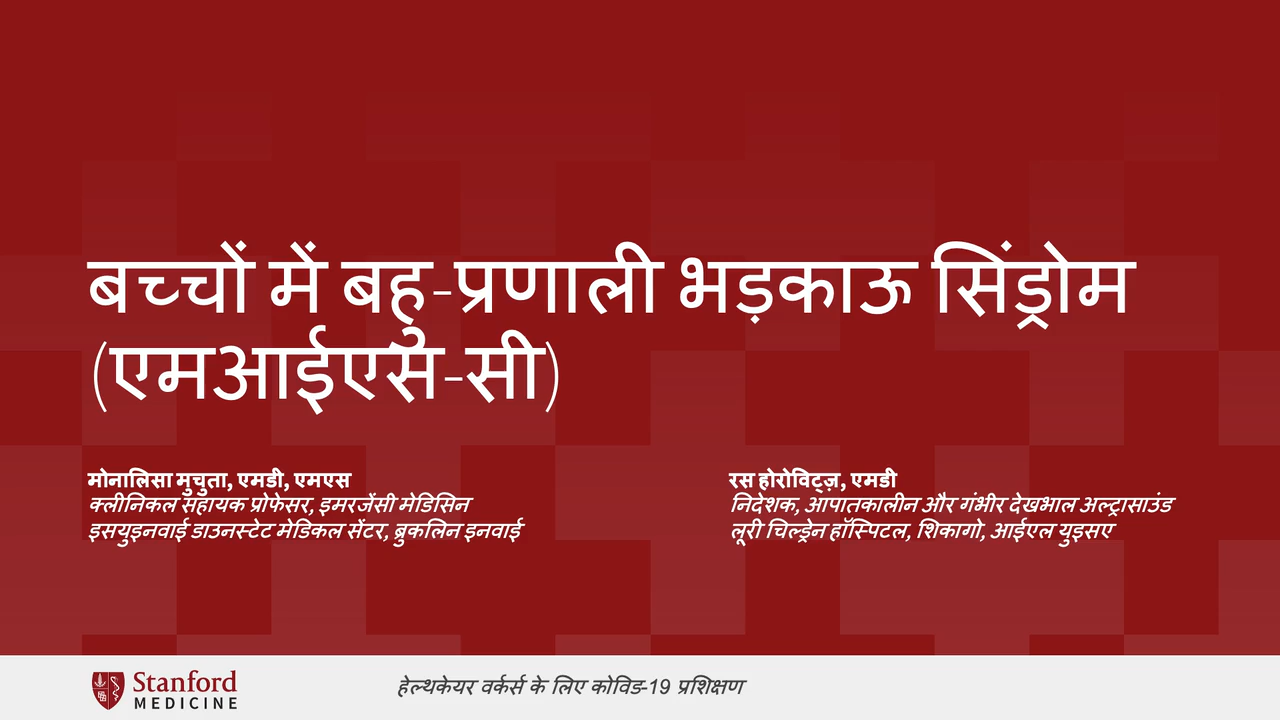 बच्चों में बहु-प्रणाली भड़काऊ सिंड्रोम
(एमआईएस-सी)
मोनालिसा मुचुता, एमडी, एमएस
क्लीनिकल सहायक प्रोफेसर, इमरजेंसी मेडिसिन
इसयुइनवाई डाउनस्टेट मेडिकल सेंटर, ब्रुकलिन इनवाई
रस होरोविट्ज़, एमडी
निदेशक, आपातकालीन और गंभीर देखभाल अल्ट्रासाउंड
लूरी चिल्ड्रेन हॉस्पिटल, शिकागो, आईएल युइसए
Stanford
MEDICINE
हेल्थकेयर वर्कर्स के लिए कोविड-19 प्रशिक्षण